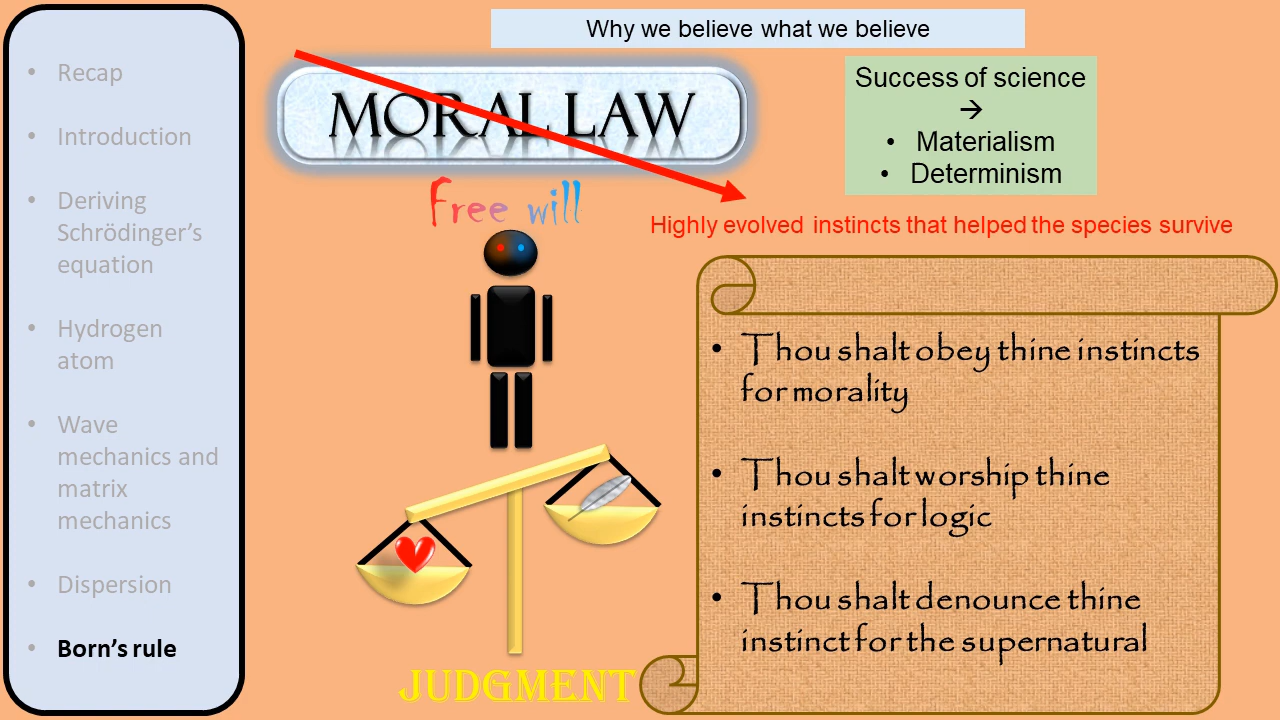 • Recap
• Introduction
• Deriving
Schrödinger’s
equation
• Hydrogen
atom
• Wave
mechanics and
matrix
mechanics
• Dispersion
• Born’s rule
Why we believe what we believe
MORAL LAW
Success of science
→
• Materialism
• Determinism
Free will
Highly evolved instincts that helped the species survive
• Thou shalt obey thine instincts
for morality
• Thou shalt worship thine
instincts for logic
• Thou shalt denounce thine
instinct for the supernatural
JUDGMENT